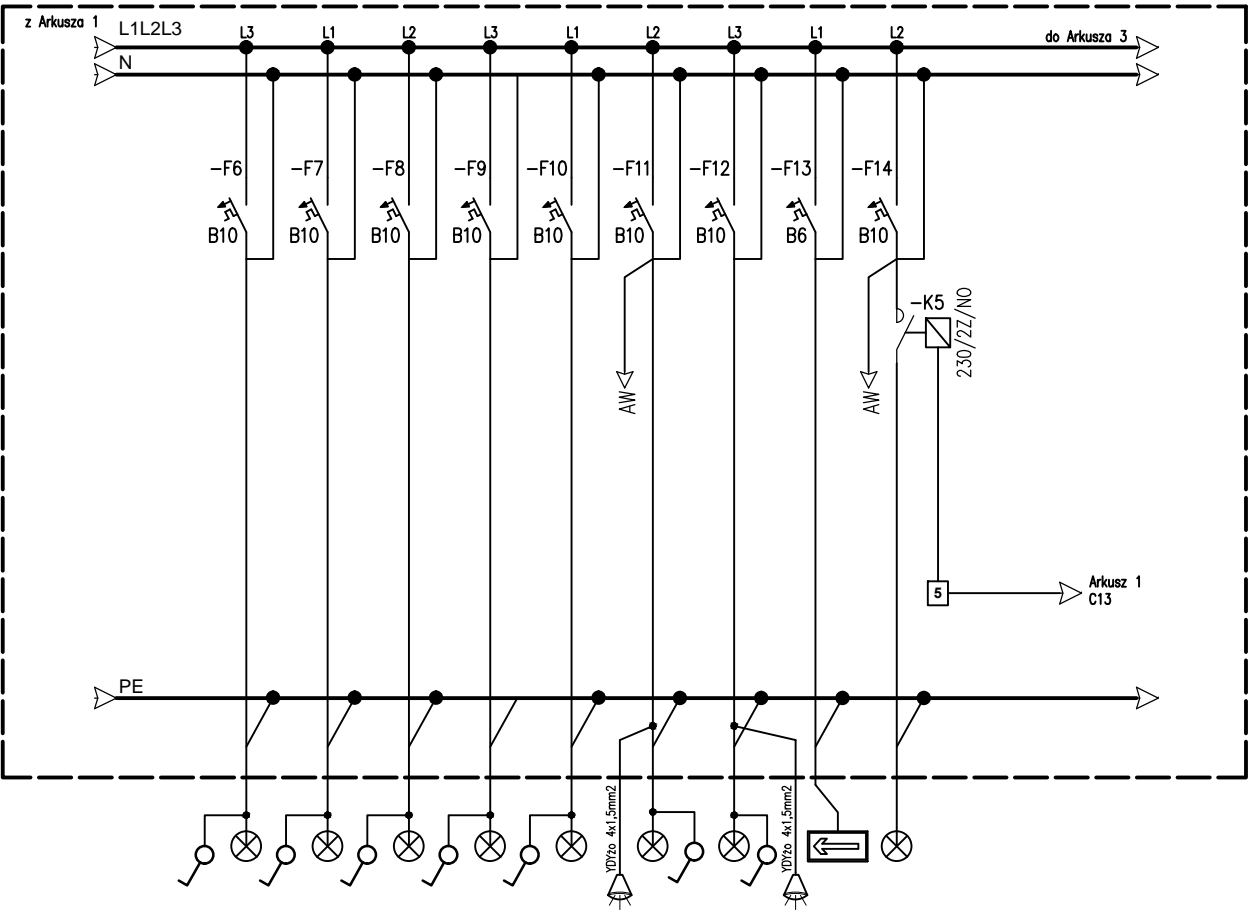 z Arkusza 1
L1L2L3
L3
L1
L2
L3
L1
L2
L3
L1
L2
do Arkusza 3
N
-F6
-F7
-F8
-F9
-F10
-F11
-F12
-F13
-F14
B10
B10
B10
B10
B10
B10
B10
B6
B10
-K5
230/2Z/NO
AW
AW
5
Arkusz 1
C13
PE
YDYżo 4x1,5mm2
YDYżo 4x1,5mm2